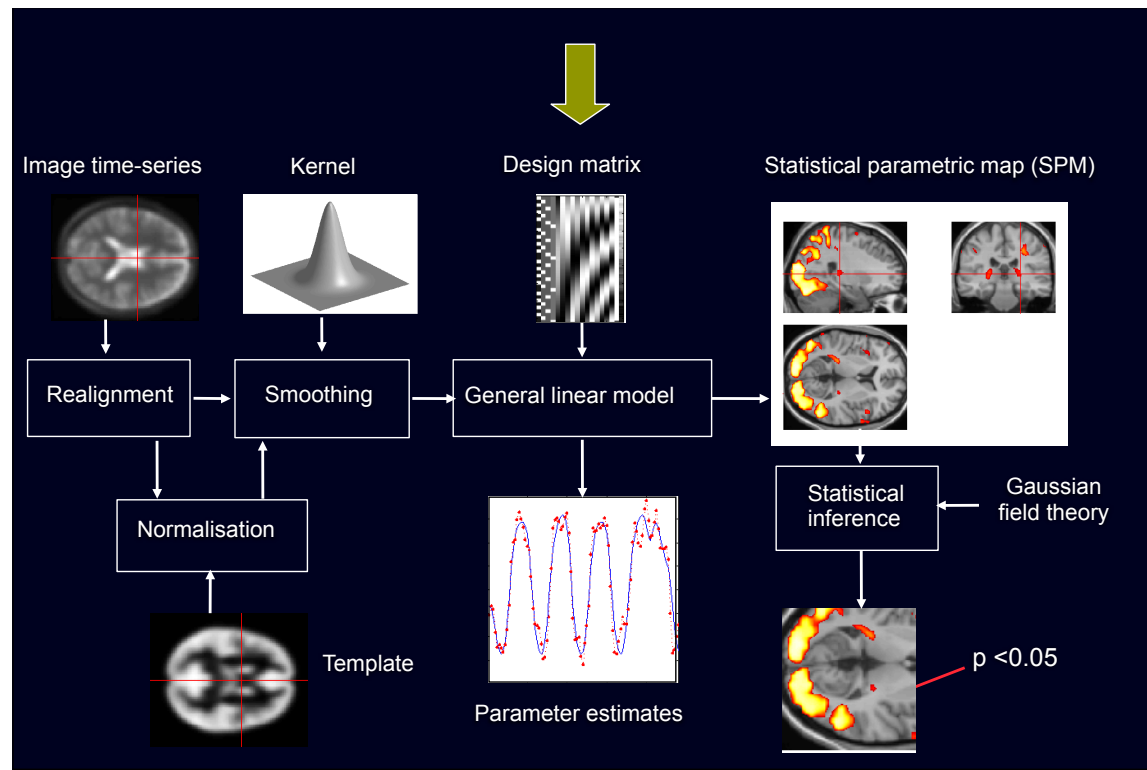 Image time-series
Kernel
Design matrix
Statistical parametric map (SPM)
Realignment
Smoothing
General linear model
Statistical
inference
Gaussian
field theory
Normalisation
Template
Parameter estimates
p <0.05